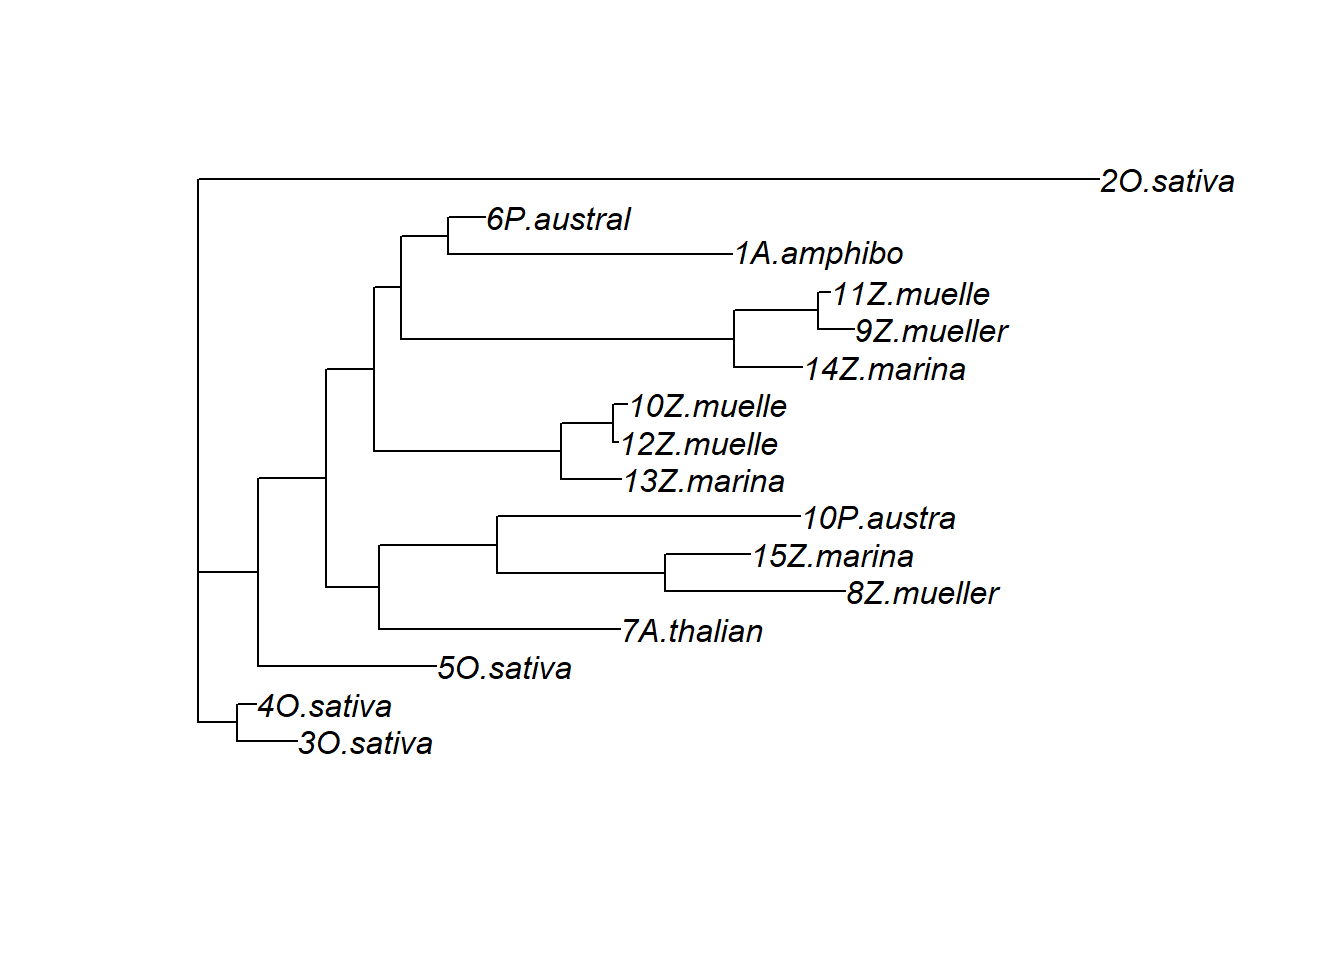 2O.sativa
6P.austral
1A.amphibo
11Z.muelle
9Z.mueller
14Z.marina
10Z.muelle
12Z.muelle
13Z.marina
10P.austra
15Z.marina
8Z.mueller
7A.thalian
5O.sativa
4O.sativa
3O.sativa